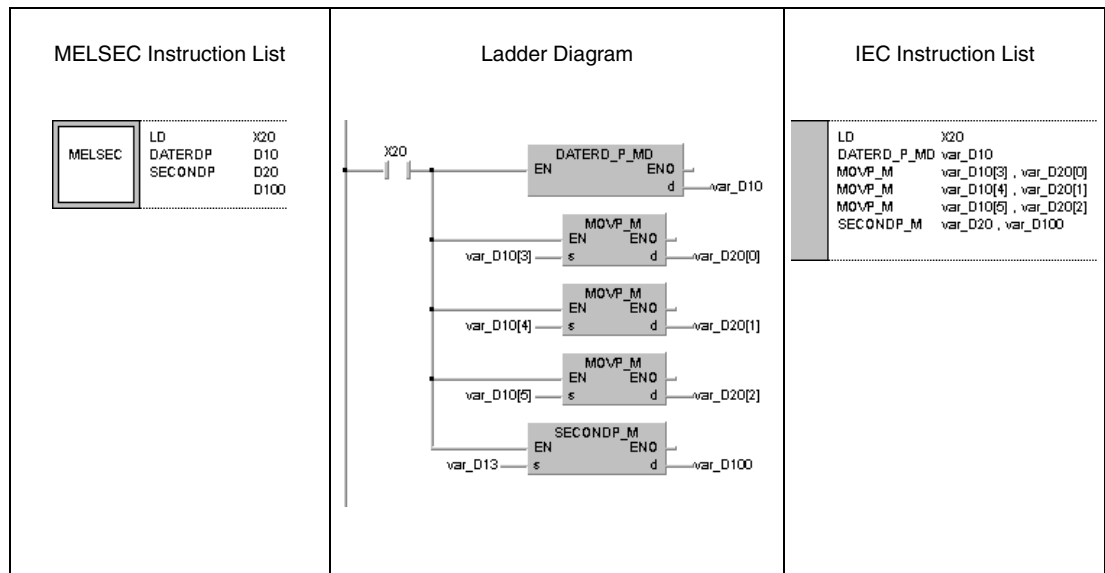 MELSEC Instruction List
MELSEC
LD X20
DATERDP D10
SECONDP D20
D100
Ladder Diagram
X20
DATERD_P_MD
EN ENO
d var_D10
MOVP_M
EN ENO
var_D10[3] s d var_D20[0]
MOVP_M
EN ENO
var_D10[4] s d var_D20[1]
MOVP_M
EN ENO
var_D10[5] s d var_D20[2]
SECONDP_M
EN ENO
var_D13 s d var_D100
IEC Instruction List
LD X20
DATERD_P_MD var_D10
MOVP_M var_D10[3] , var_D20[0]
MOVP_M var_D10[4] , var_D20[1]
MOVP_M var_D10[5] , var_D20[2]
SECONDP_M var_D20 , var_D100